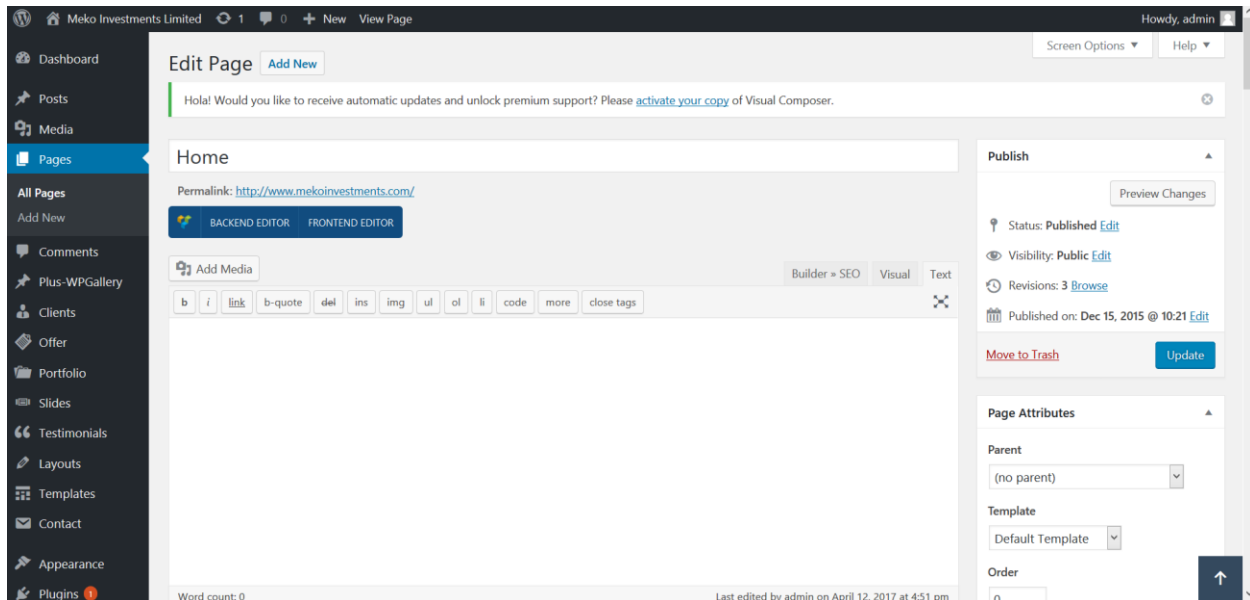 Meko Investments Limited 1 0 New View Page Howdy, admin
Dashboard
Posts
Media
Pages
All Pages
Add New
Comments
Plus-WPGallery
Clients
Offer
Portfolio
Slides
Testimonials
Layouts
Templates
Contact
Appearance
Plugins 1
Screen Options Help
Edit Page Add New
Hola! Would you like to receive automatic updates and unlock premium support? Please activate your copy of Visual Composer.
Home
Permalink: http://www.mekoinvestments.com/
BACKEND EDITOR FRONTEND EDITOR
Add Media
Builder » SEO Visual Text
b i link b-quote del ins img ul ol li code more close tags
Word count: 0 Last edited by admin on April 12, 2017 at 4:51 pm
Publish
Preview Changes
Status: Published Edit
Visibility: Public Edit
Revisions: 3 Browse
Published on: Dec 15, 2015 @ 10:21 Edit
Move to Trash Update
Page Attributes
Parent
(no parent)
Template
Default Template
Order
0